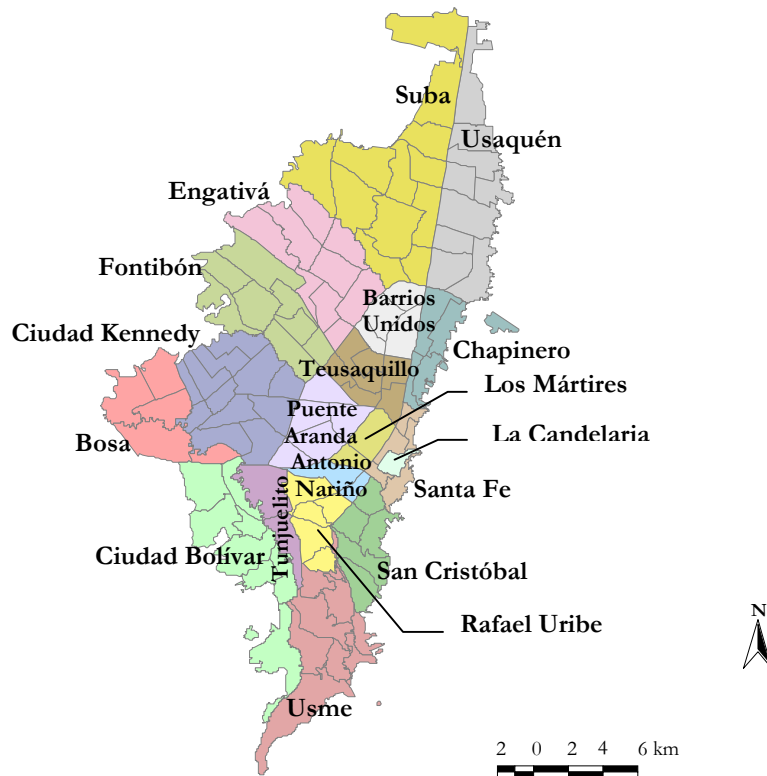 Suba
Usaquén
Engativá
Fontibón
Barrios
Unidos
Ciudad Kennedy
Chapinero
Teusaquillo
Los Mártires
Puente
Aranda
La Candelaria
Bosa
Antonio
Nariño
Santa Fe
Tunjuelito
Ciudad Bolívar
San Cristóbal
Rafael Uribe
N
Usme
2 0 2 4 6 km